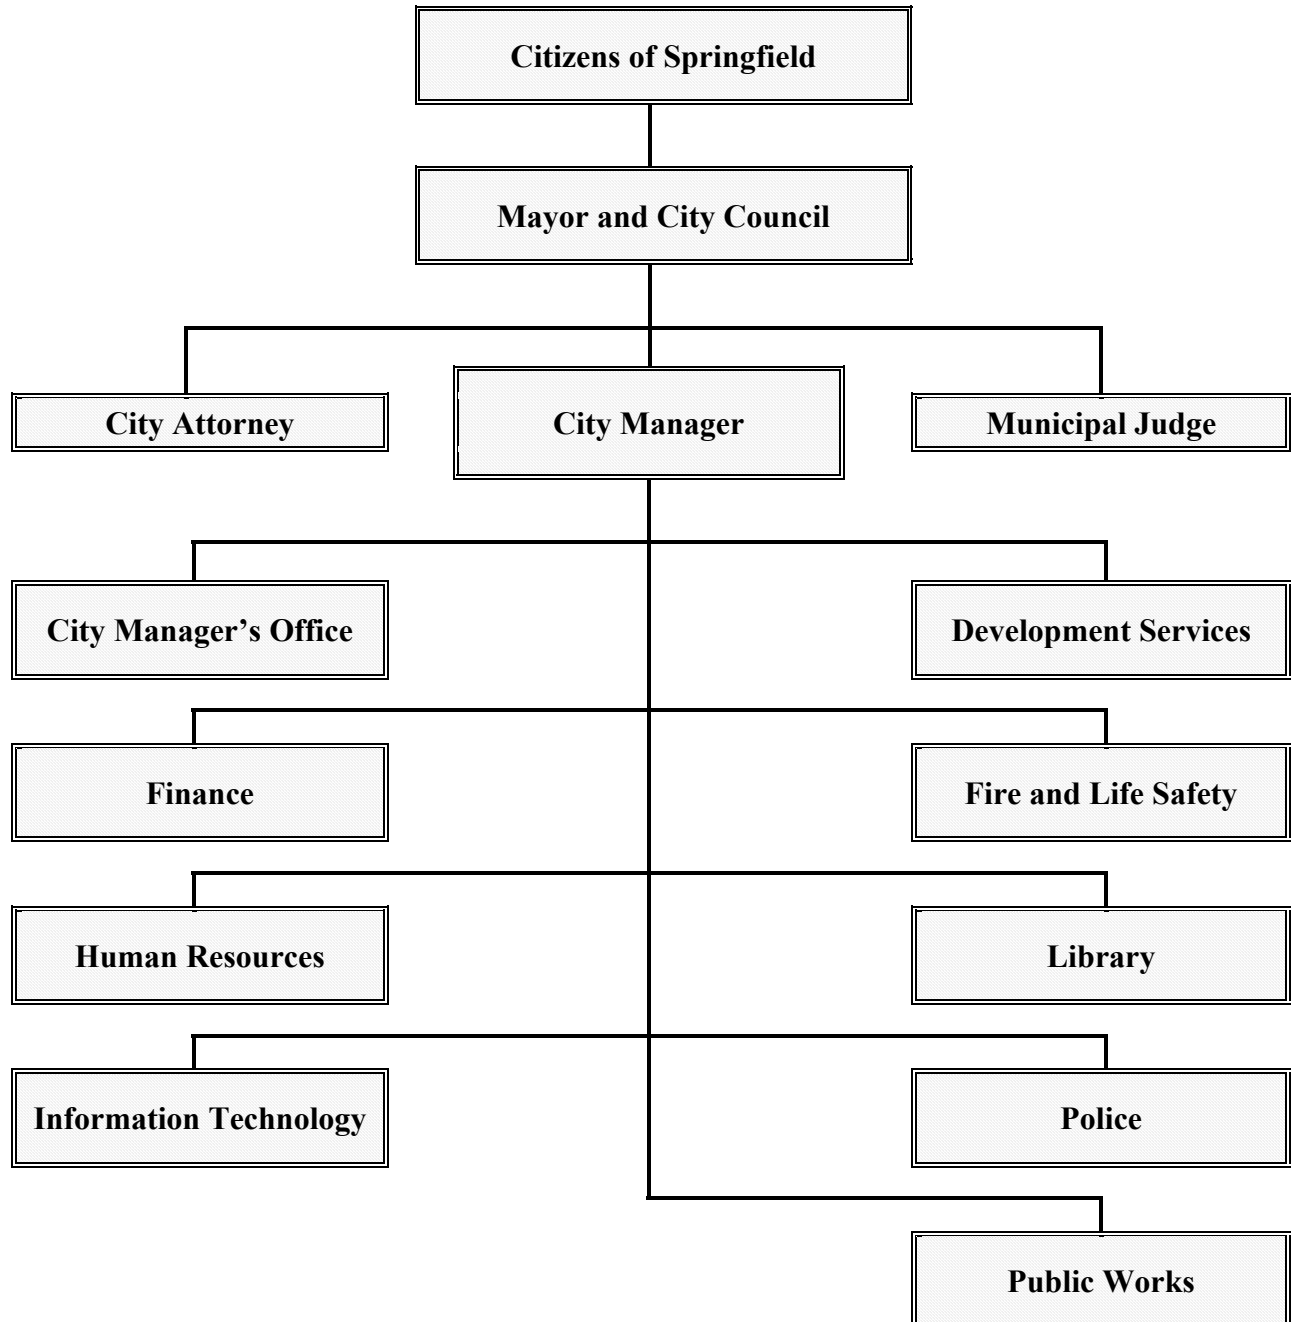 Citizens of Springfield
Mayor and City Council
City Attorney
City Manager
Municipal Judge
City Manager’s Office
Development Services
Finance
Fire and Life Safety
Human Resources
Library
Information Technology
Police
Public Works